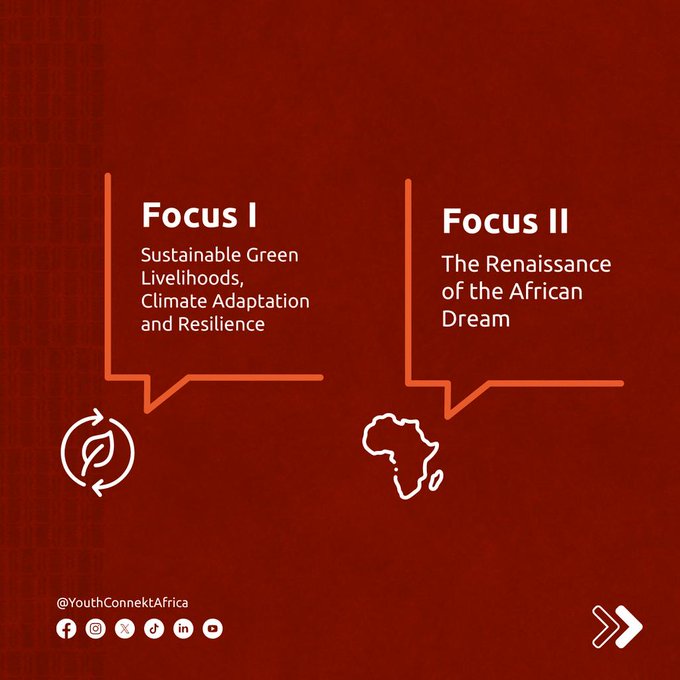 Focus I
Sustainable Green
Livelihoods,
Climate Adaptation
and Resilience
Focus II
The Renaissance
of the African
Dream
@YouthConnektAfrica